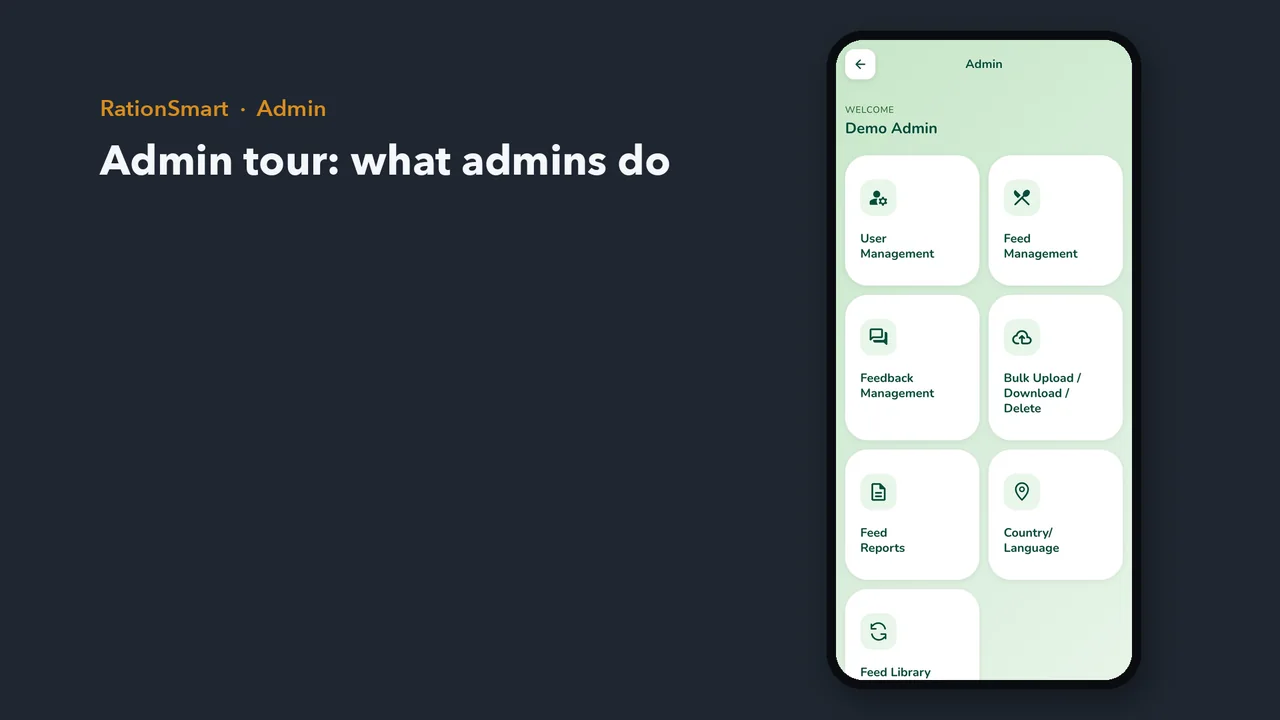 RationSmart · Admin
Admin tour: what admins do
Admin
WELCOME
Demo Admin
User
Management
Feed
Management
Feedback
Management
Bulk Upload /
Download /
Delete
Feed
Reports
Country/
Language
Feed Library